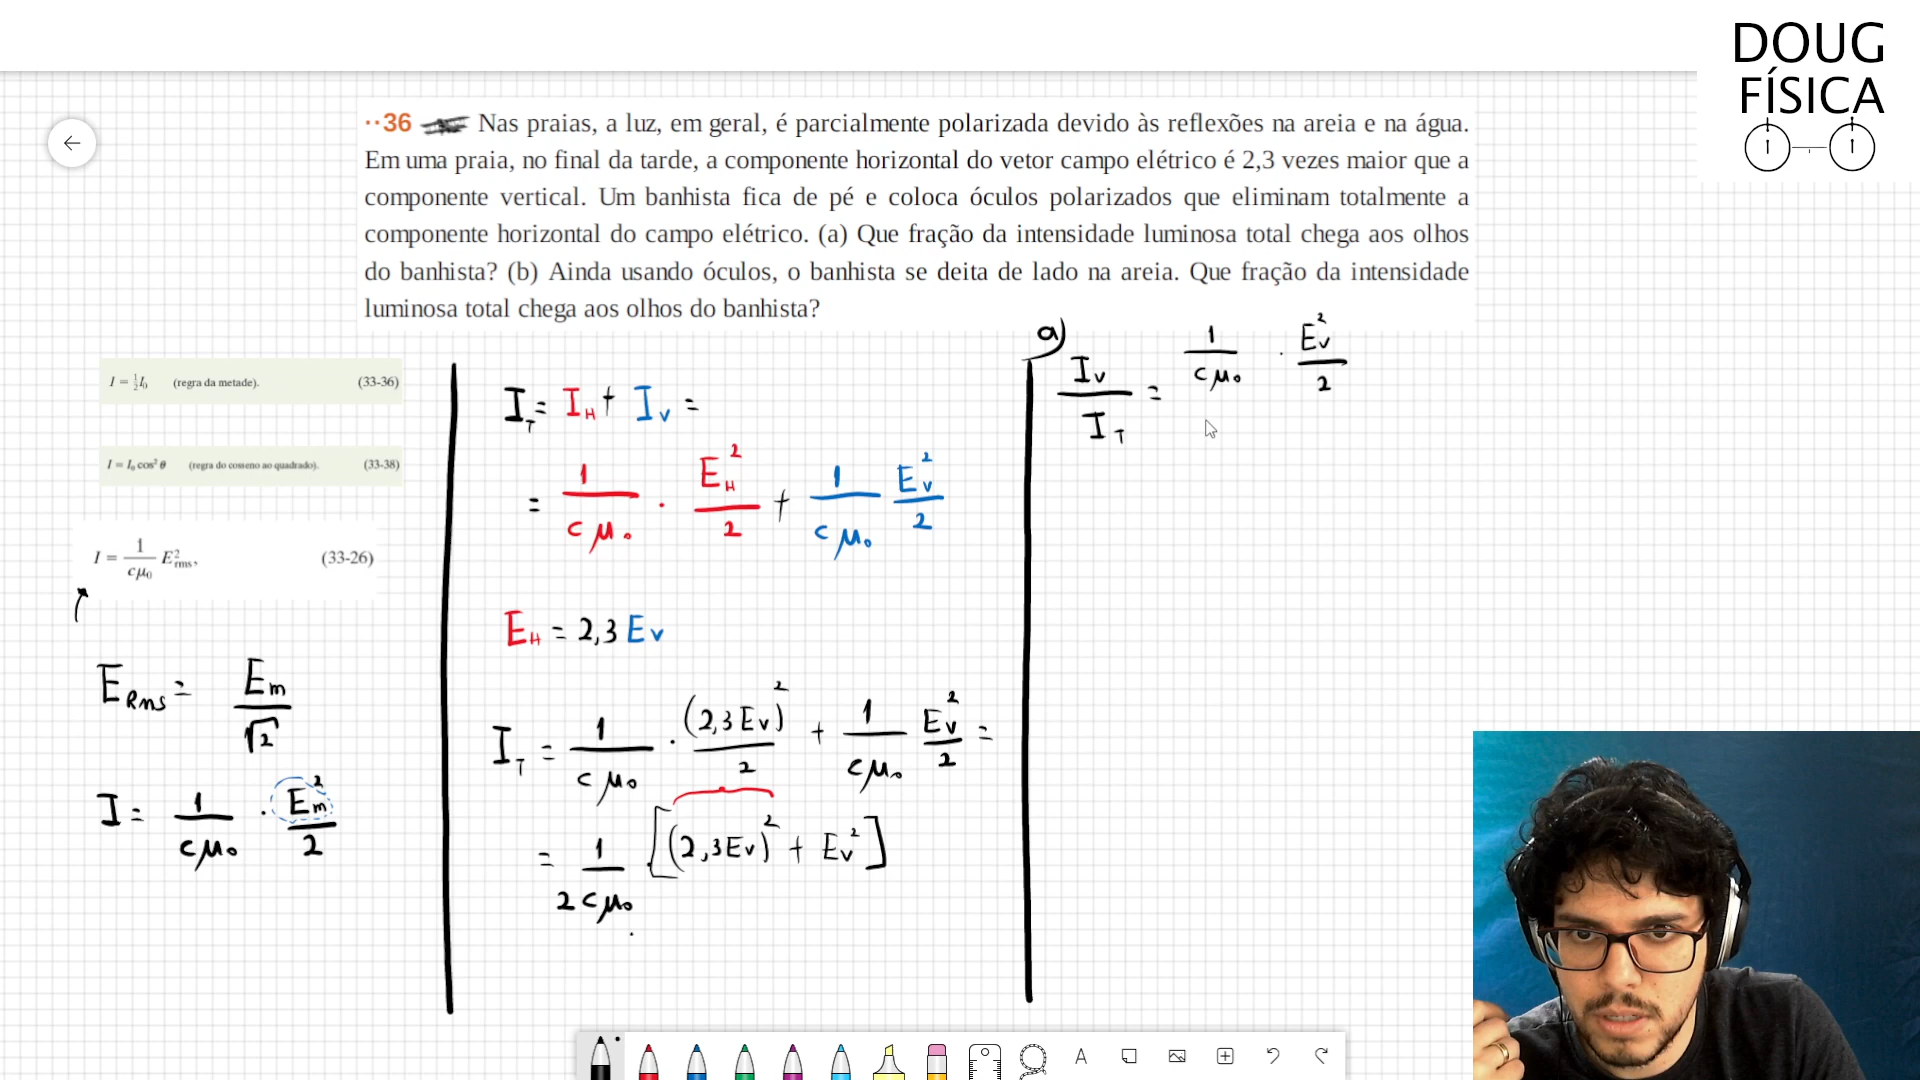 DOUG
FÍSICA
··36 Nas praias, a luz, em geral, é parcialmente polarizada devido às reflexões na areia e na água.
Em uma praia, no final da tarde, a componente horizontal do vetor campo elétrico é 2,3 vezes maior que a
componente vertical. Um banhista fica de pé e coloca óculos polarizados que eliminam totalmente a
componente horizontal do campo elétrico. (a) Que fração da intensidade luminosa total chega aos olhos
do banhista? (b) Ainda usando óculos, o banhista se deita de lado na areia. Que fração da intensidade
luminosa total chega aos olhos do banhista?
I = ½I₀ (regra da metade). (33-36)
I = I₀ cos² θ (regra do cosseno ao quadrado). (33-38)
I = 1/cμ₀ E²rms, (33-26)
E_Rms = Em/√2
I = 1/cμ₀ · Em²/2
I_T = I_H + I_V =
= 1/cμ₀ · E_H²/2 + 1/cμ₀ E_V²/2
E_H = 2,3 E_V
I_T = 1/cμ₀ · (2,3 E_V)²/2 + 1/cμ₀ E_V²/2 =
= 1/2cμ₀ [(2,3E_V)² + E_V²]
a)
I_V/I_T = 1/cμ₀ · E_V²/2
A